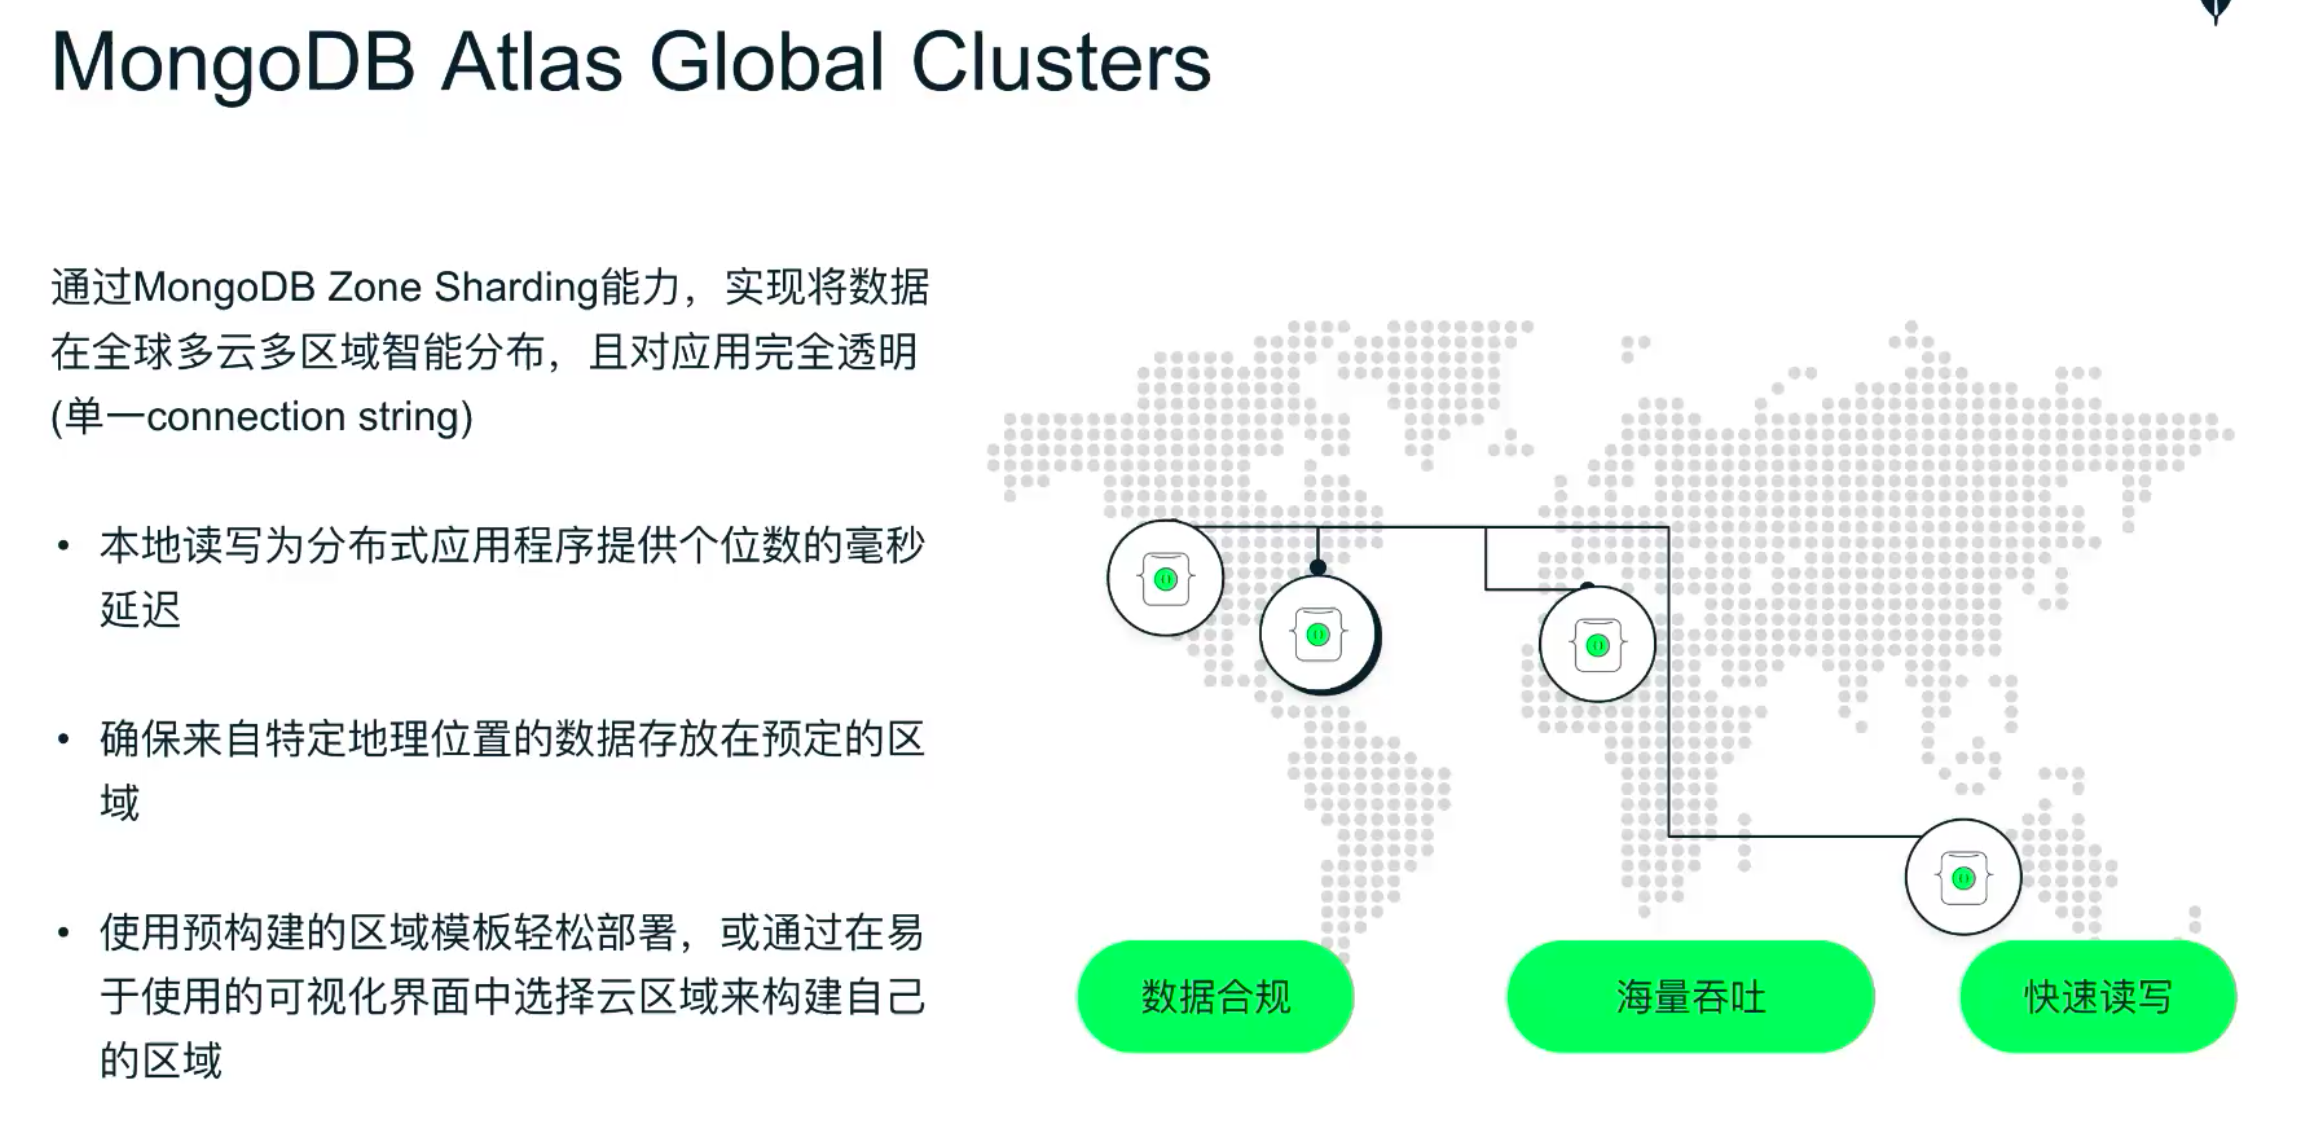 MongoDB Atlas Global Clusters
通过MongoDB Zone Sharding能力，实现将数据
在全球多云多区域智能分布，且对应用完全透明
(单一connection string)
• 本地读写为分布式应用程序提供个位数的毫秒
延迟
• 确保来自特定地理位置的数据存放在预定的区
域
• 使用预构建的区域模板轻松部署，或通过在易
于使用的可视化界面中选择云区域来构建自己
的区域
数据合规
海量吞吐
快速读写